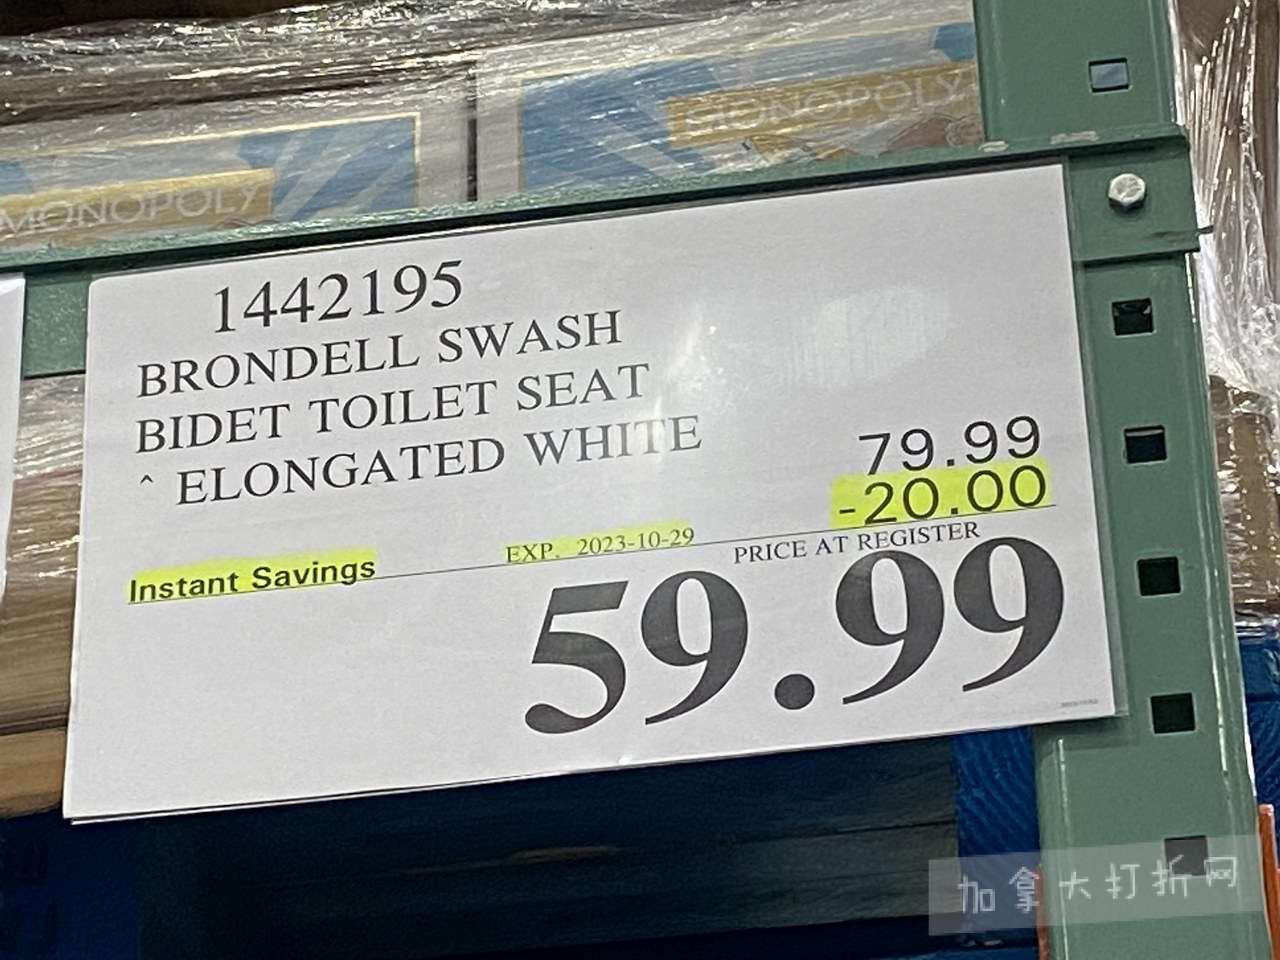 MONOPOLY
MONOPOLY
1442195
BRONDELL SWASH
BIDET TOILET SEAT
^ ELONGATED WHITE
79.99
-20.00
Instant Savings
EXP. 2023-10-29
PRICE AT REGISTER
59.99
加拿大打折网